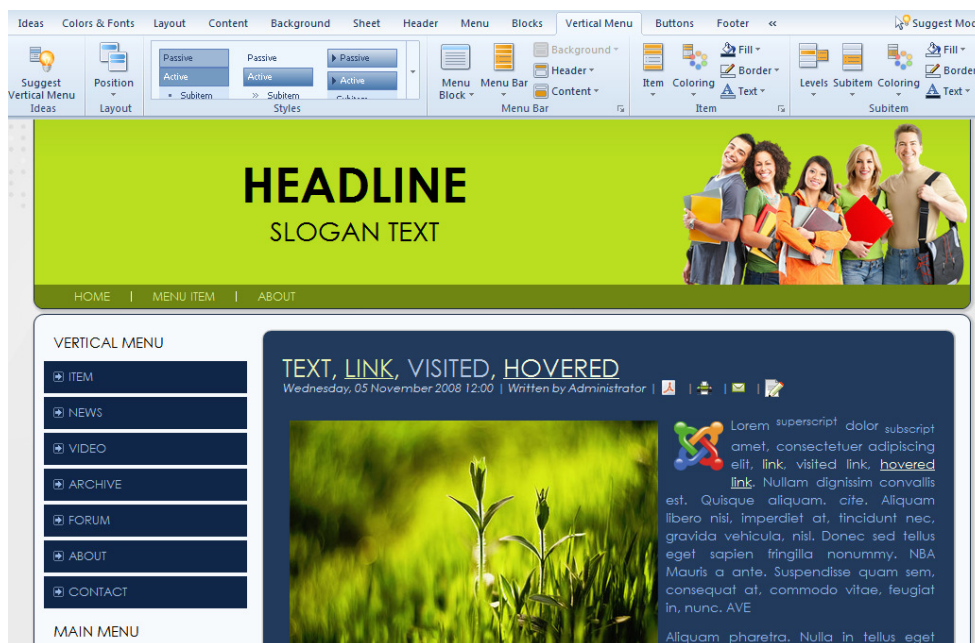 Ideas Colors & Fonts Layout Content Background Sheet Header Menu Blocks Vertical Menu Buttons Footer « Suggest Mod
Suggest Vertical Menu
Ideas
Position
Layout
Passive Passive Passive
Active Active Active
Subitem » Subitem
Styles
Menu Block
Menu Bar
Background
Header
Content
Menu Bar
Item
Coloring
Fill
Border
Text
Item
Levels
Subitem
Coloring
Fill
Border
Text
Subitem
HEADLINE
SLOGAN TEXT
HOME | MENU ITEM | ABOUT
VERTICAL MENU
ITEM
NEWS
VIDEO
ARCHIVE
FORUM
ABOUT
CONTACT
MAIN MENU
TEXT, LINK, VISITED, HOVERED
Wednesday, 05 November 2008 12:00 | Written by Administrator | | | |
Lorem superscript dolor subscript
amet, consectetuer adipiscing
elit, link, visited link, hovered
link. Nullam dignissim convallis
est. Quisque aliquam. cite. Aliquam
libero nisi, imperdiet at, tincidunt nec,
gravida vehicula, nisl. Donec sed tellus
eget sapien fringilla nonummy. NBA
Mauris a ante. Suspendisse quam sem,
consequat at, commodo vitae, feugiat
in, nunc. AVE
Aliquam pharetra. Nulla in tellus eget